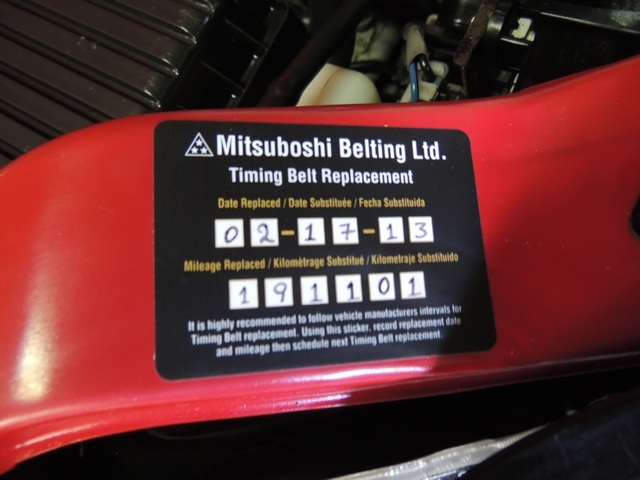 Mitsuboshi Belting Ltd.
Timing Belt Replacement
Date Replaced / Date Substituée / Fecha Substituida
02-17-13
Mileage Replaced / Kilomètrage Substitué / Kilometraje Substituido
191101
It is highly recommended to follow vehicle manufacturers intervals for
Timing Belt replacement. Using this sticker, record replacement date
and mileage then schedule next Timing Belt replacement.